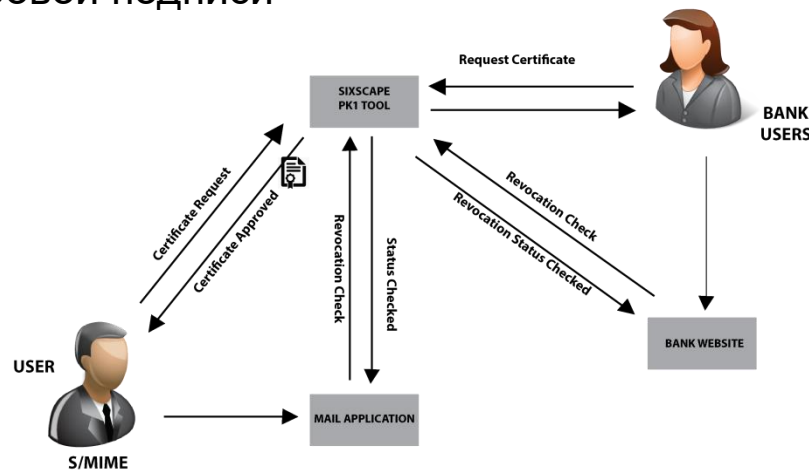 подписи
Request Certificate
SIXSCAPE
PK1 TOOL
BANK
USERS
Certificate Request
Certificate Approved
Revocation Check
Status Checked
Revocation Check
Revocation Status Checked
BANK WEBSITE
USER
MAIL APPLICATION
S/MIME